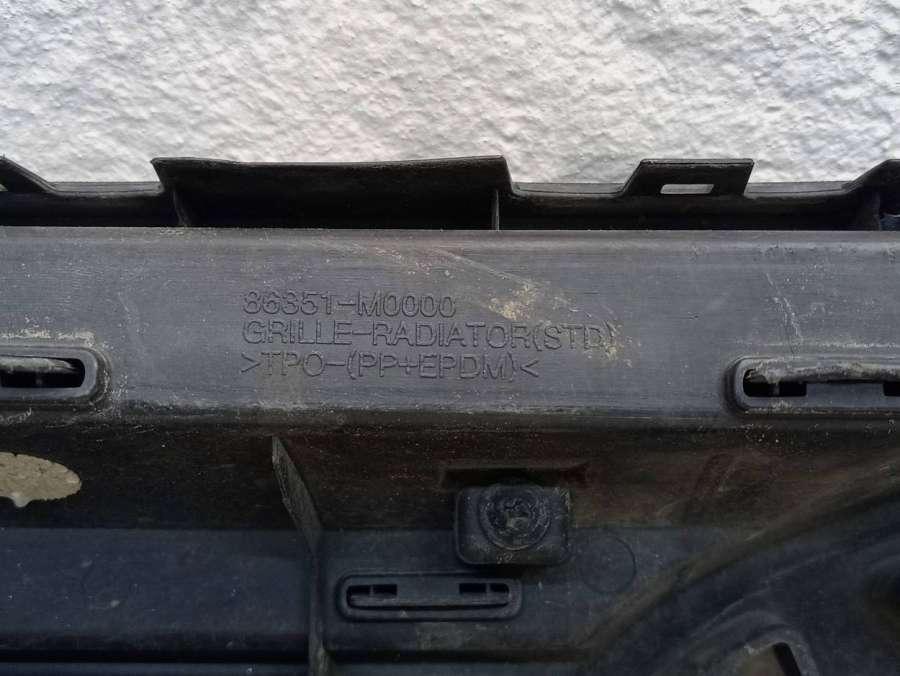 86351-M0000
GRILLE-RADIATOR(STD)
>TPO-(PP+EPDM)<